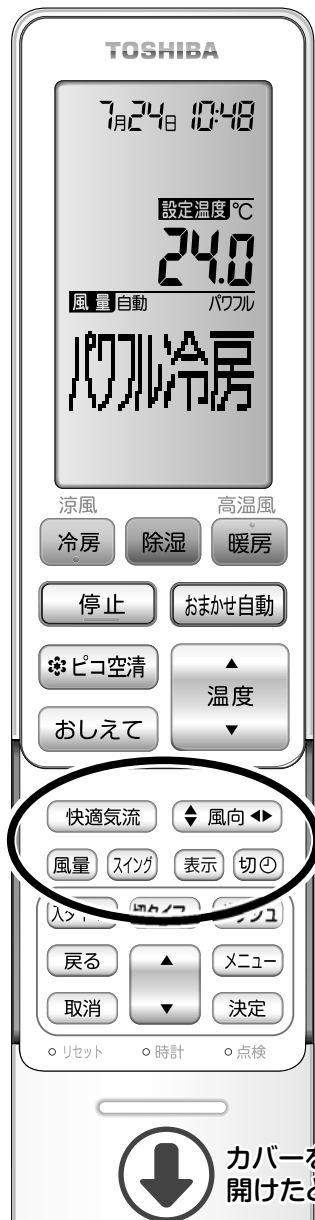 TOSHIBA
7月24日 10:48
設定温度 ℃
24.0
風量 自動 パワフル
パワフル冷房
涼風 高温風
冷房 除湿 暖房
停止 おまかせ自動
ピコ空清
温度
おしえて
快適気流 風向
風量 スイング 表示 切
戻る メニュー
取消 決定
リセット 時計 点検
カバーを
開けたと